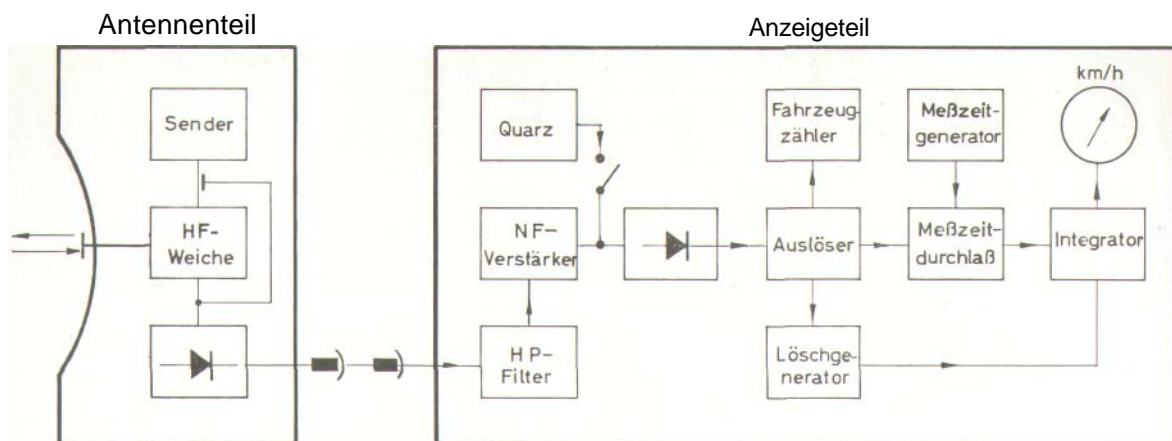 Antennenteil
Anzeigeteil
Sender
HF-
Weiche
Quarz
NF-
Verstärker
HP-
Filter
Fahrzeug-
zähler
Auslöser
Löschge-
nerator
Meßzeit-
generator
Meßzeit-
durchlaß
km/h
Integrator